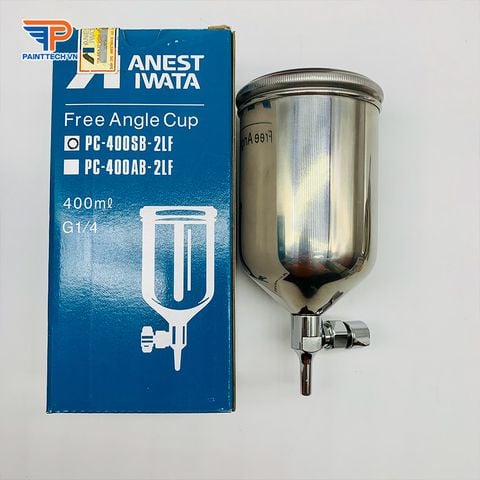 PAINTTECH.VN
ANEST
IWATA
Free Angle Cup
PC-400SB-2LF
PC-400AB-2LF
400mℓ
G1/4